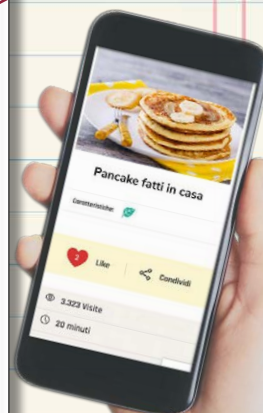 Pancake fatti in casa
Caratteristiche:
2 Like Condividi
3.323 Visite
20 minuti